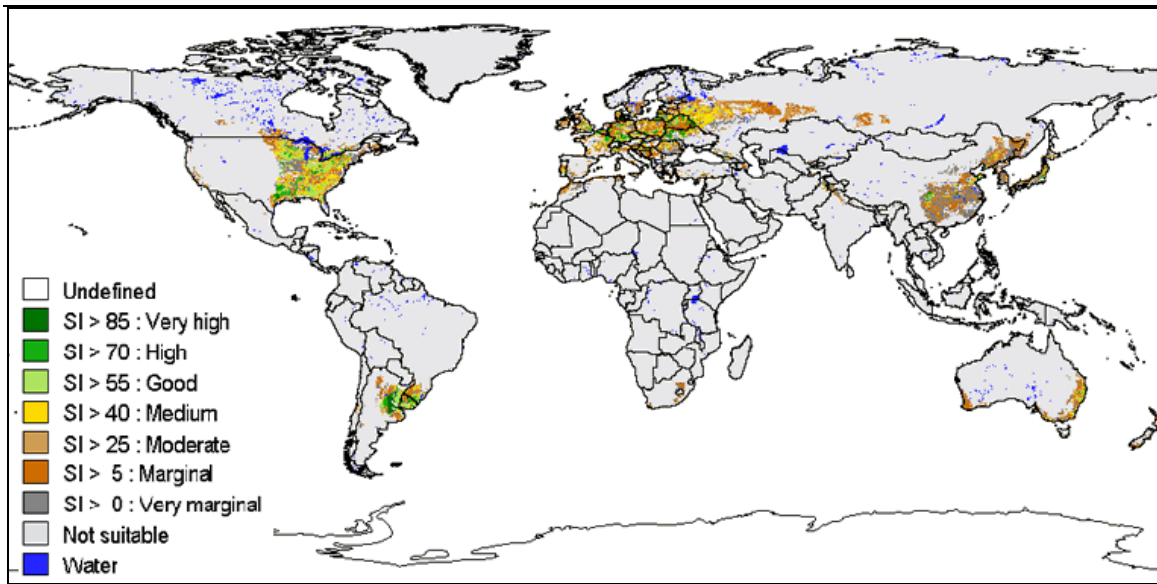 Undefined
SI > 85 : Very high
SI > 70 : High
SI > 55 : Good
SI > 40 : Medium
SI > 25 : Moderate
SI > 5 : Marginal
SI > 0 : Very marginal
Not suitable
Water